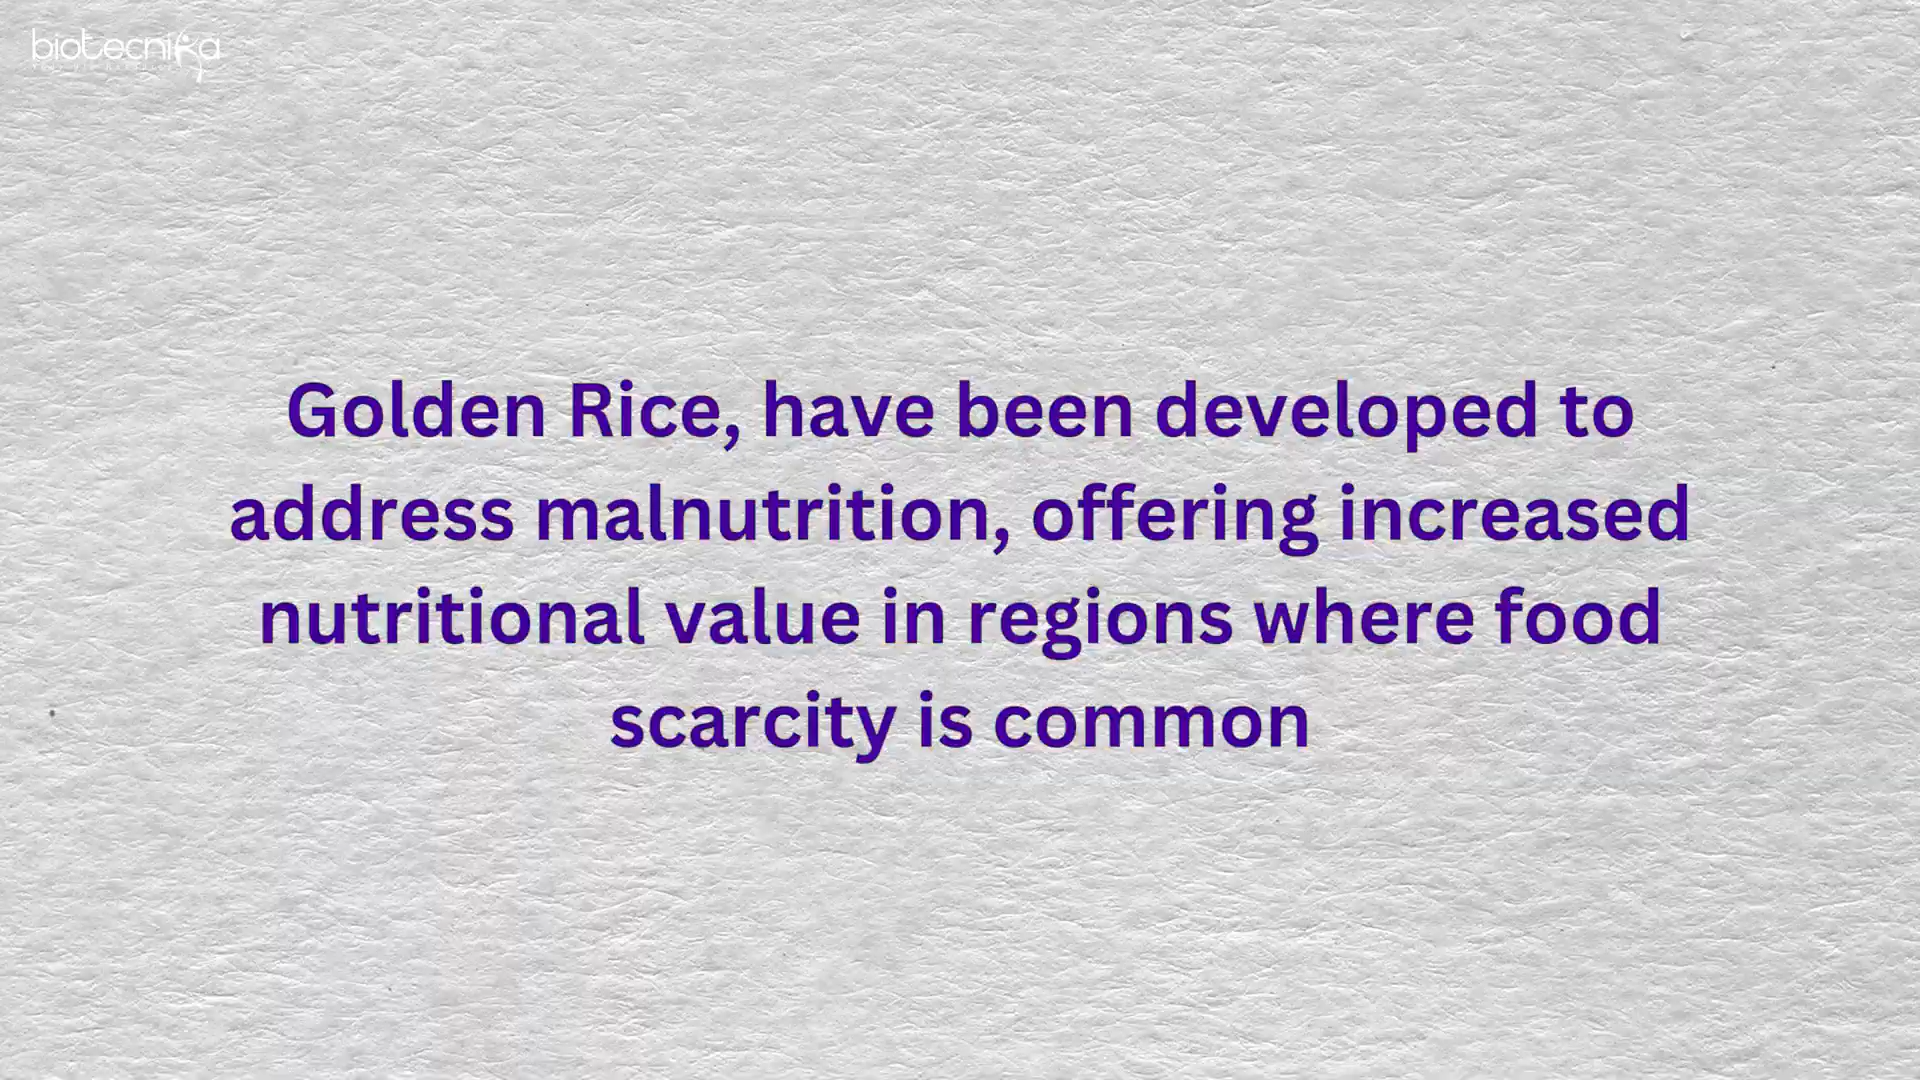 biotecnika
Golden Rice, have been developed to
address malnutrition, offering increased
nutritional value in regions where food
scarcity is common